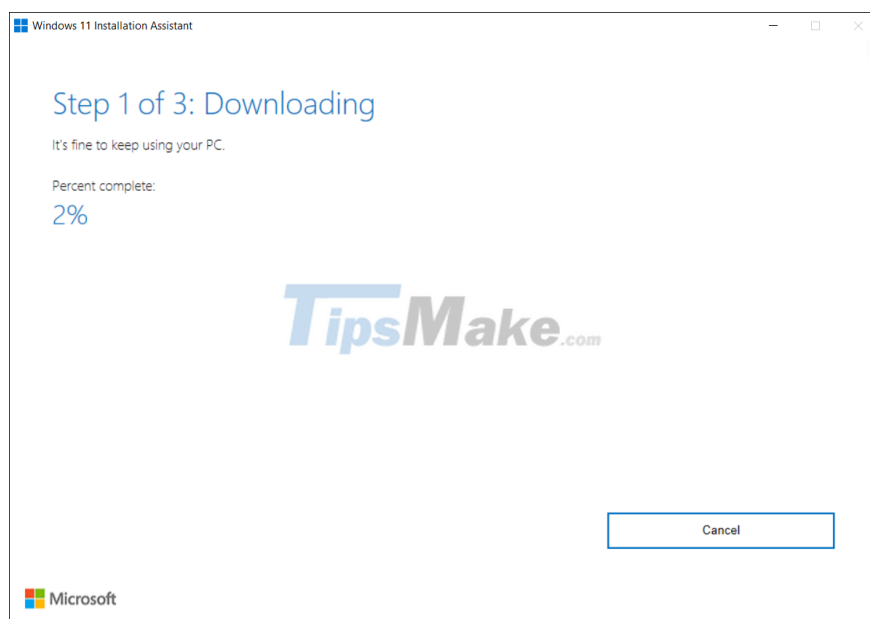 Windows 11 Installation Assistant
Step 1 of 3: Downloading
It's fine to keep using your PC.
Percent complete:
2%
TipsMake.com
Cancel
Microsoft